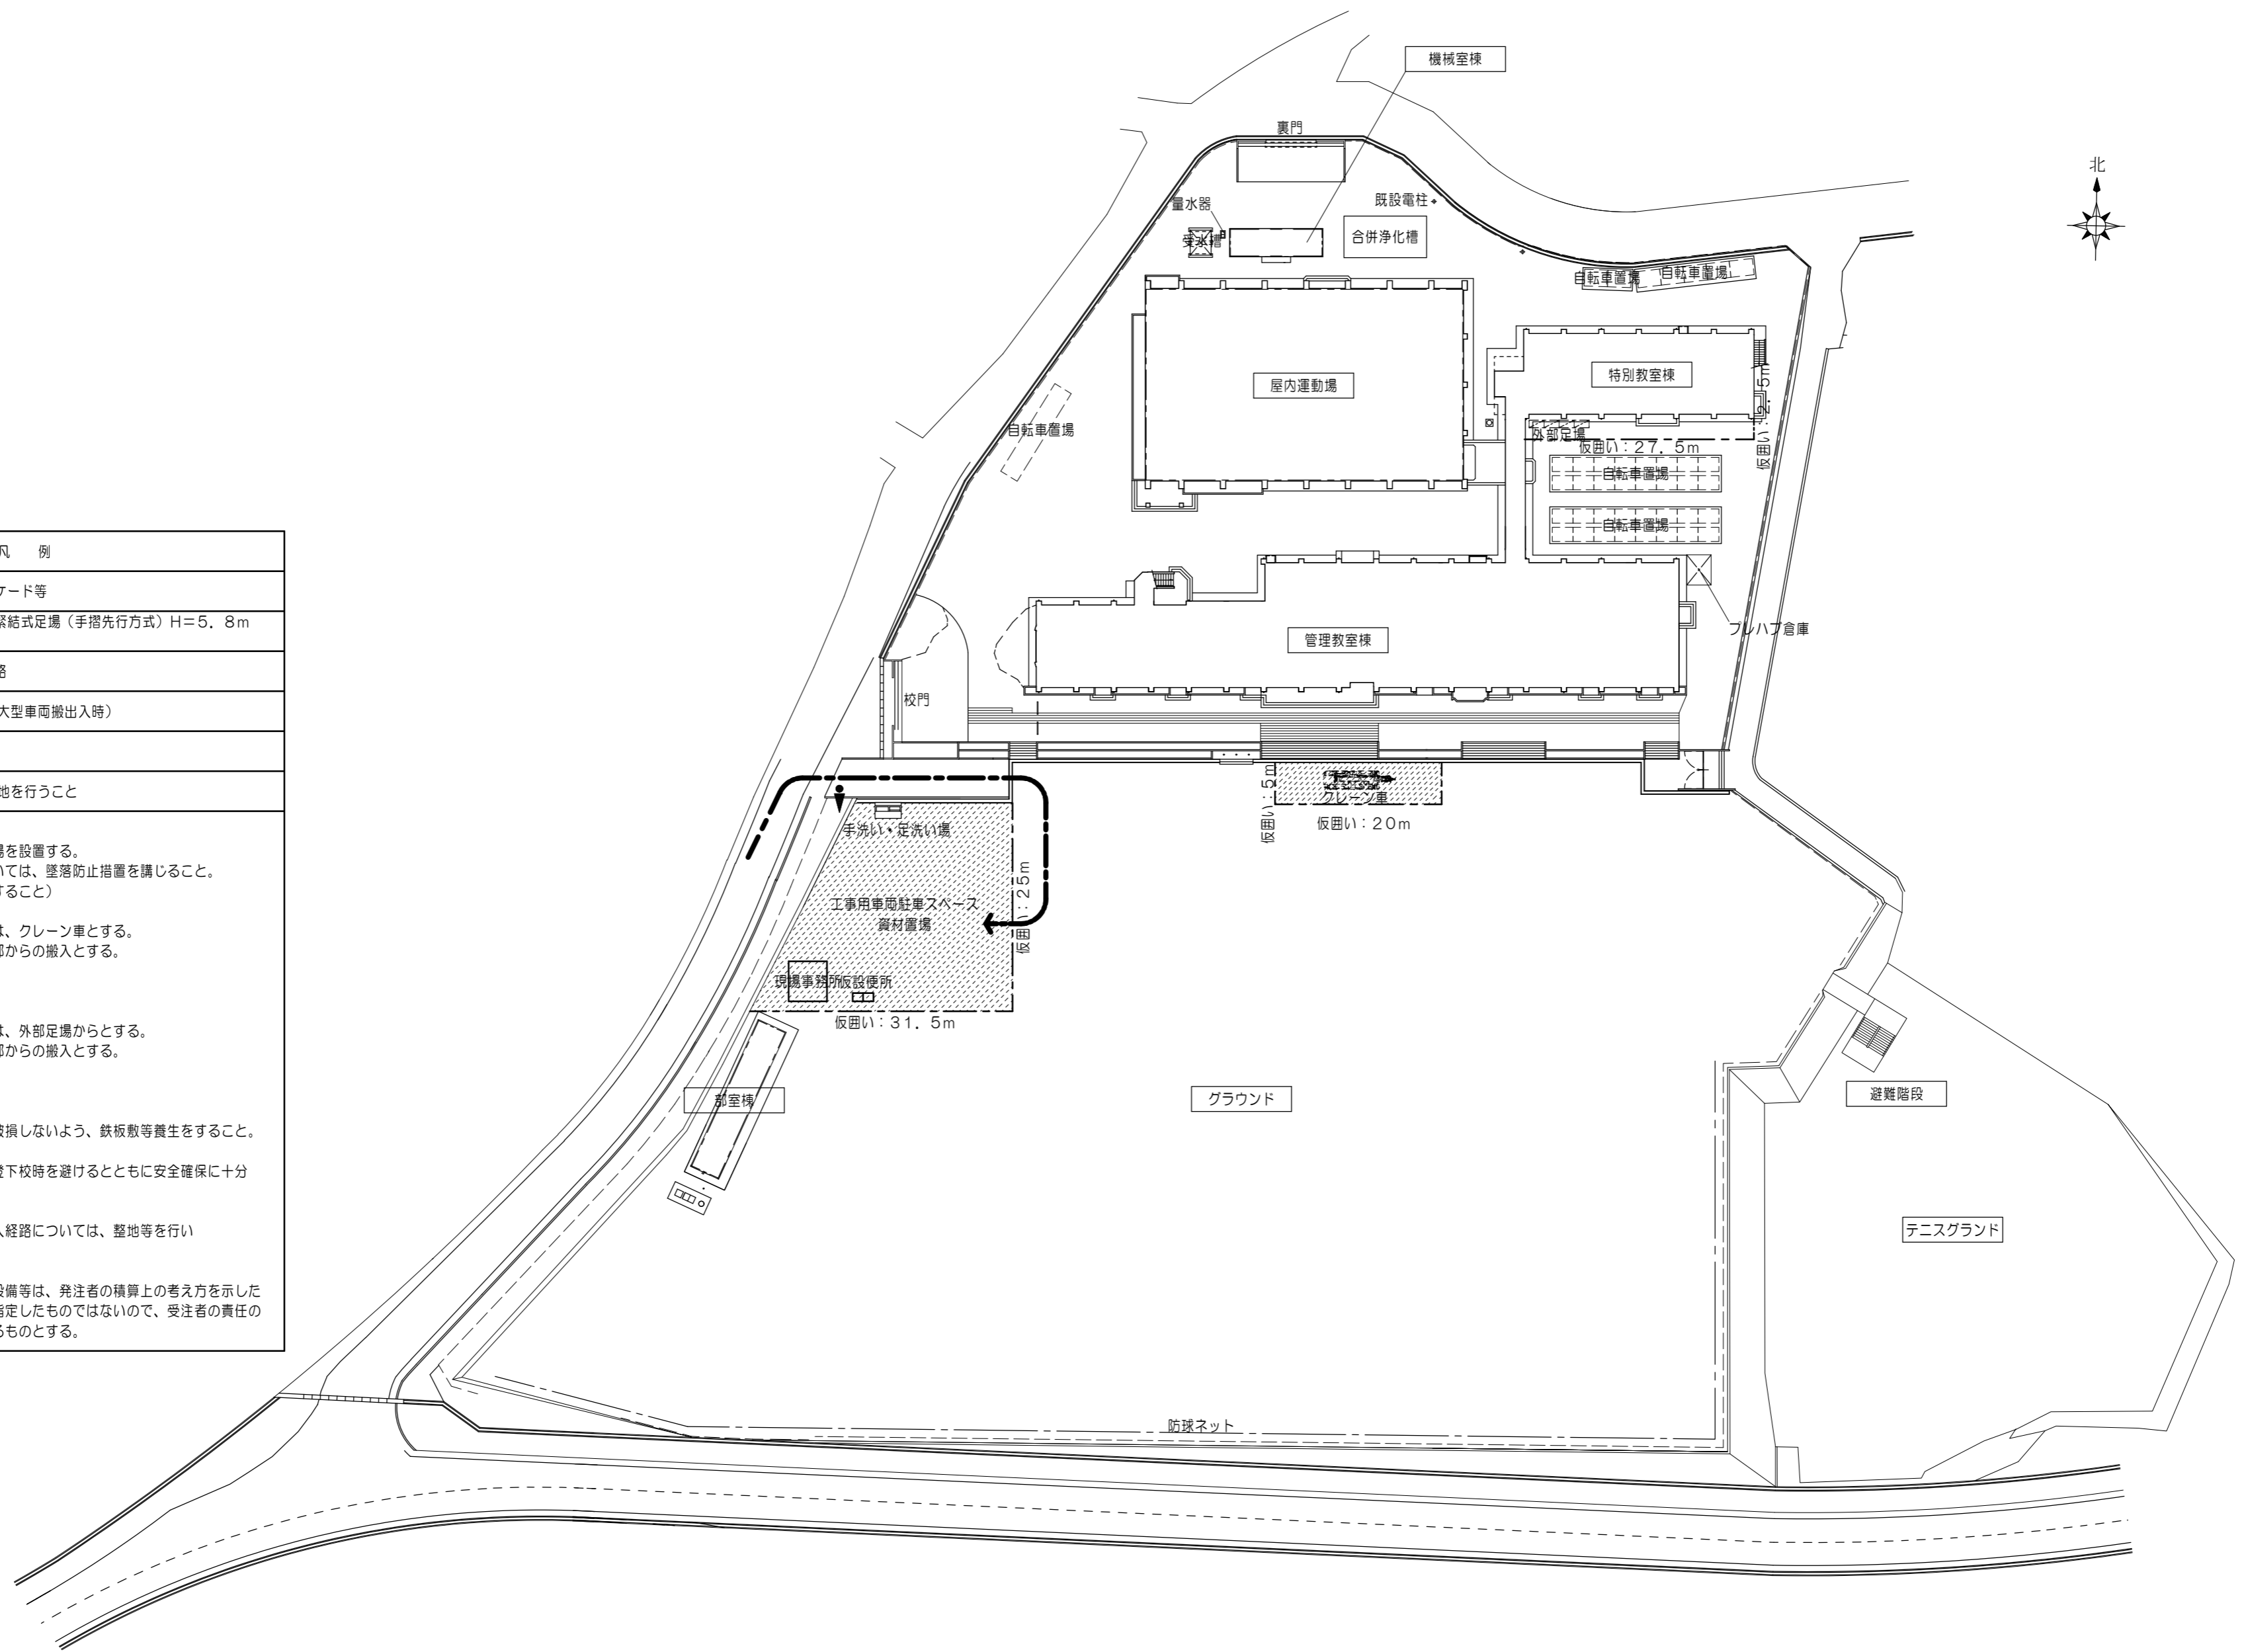 機械室棟
裏門
北
量水器
既設電柱
受水槽
合併浄化槽
自転車置場
自転車置場
屋内運動場
特別教室棟
仮囲い：2．5m
自転車置場
外部足場
仮囲い：27．5m
自転車置場
自転車置場
プレハブ倉庫
管理教室棟
校門
クレーン車
仮囲い：5m
仮囲い：20m
手洗い・足洗い場
仮囲い：25m
工事用車両駐車スペース
資材置場
現場事務所
仮設便所
仮囲い：31．5m
部室棟
グラウンド
避難階段
テニスグランド
防球ネット
凡　例
ケード等
緊結式足場（手摺先行方式）H＝5．8m
路
大型車両搬出入時）
地を行うこと
場を設置する。
いては、墜落防止措置を講じること。
すること）
は、クレーン車とする。
部からの搬入とする。
は、外部足場からとする。
部からの搬入とする。
破損しないよう、鉄板敷等養生をすること。
登下校時を避けるとともに安全確保に十分
入経路については、整地等を行い
設備等は、発注者の積算上の考え方を示した
指定したものではないので、受注者の責任の
るものとする。